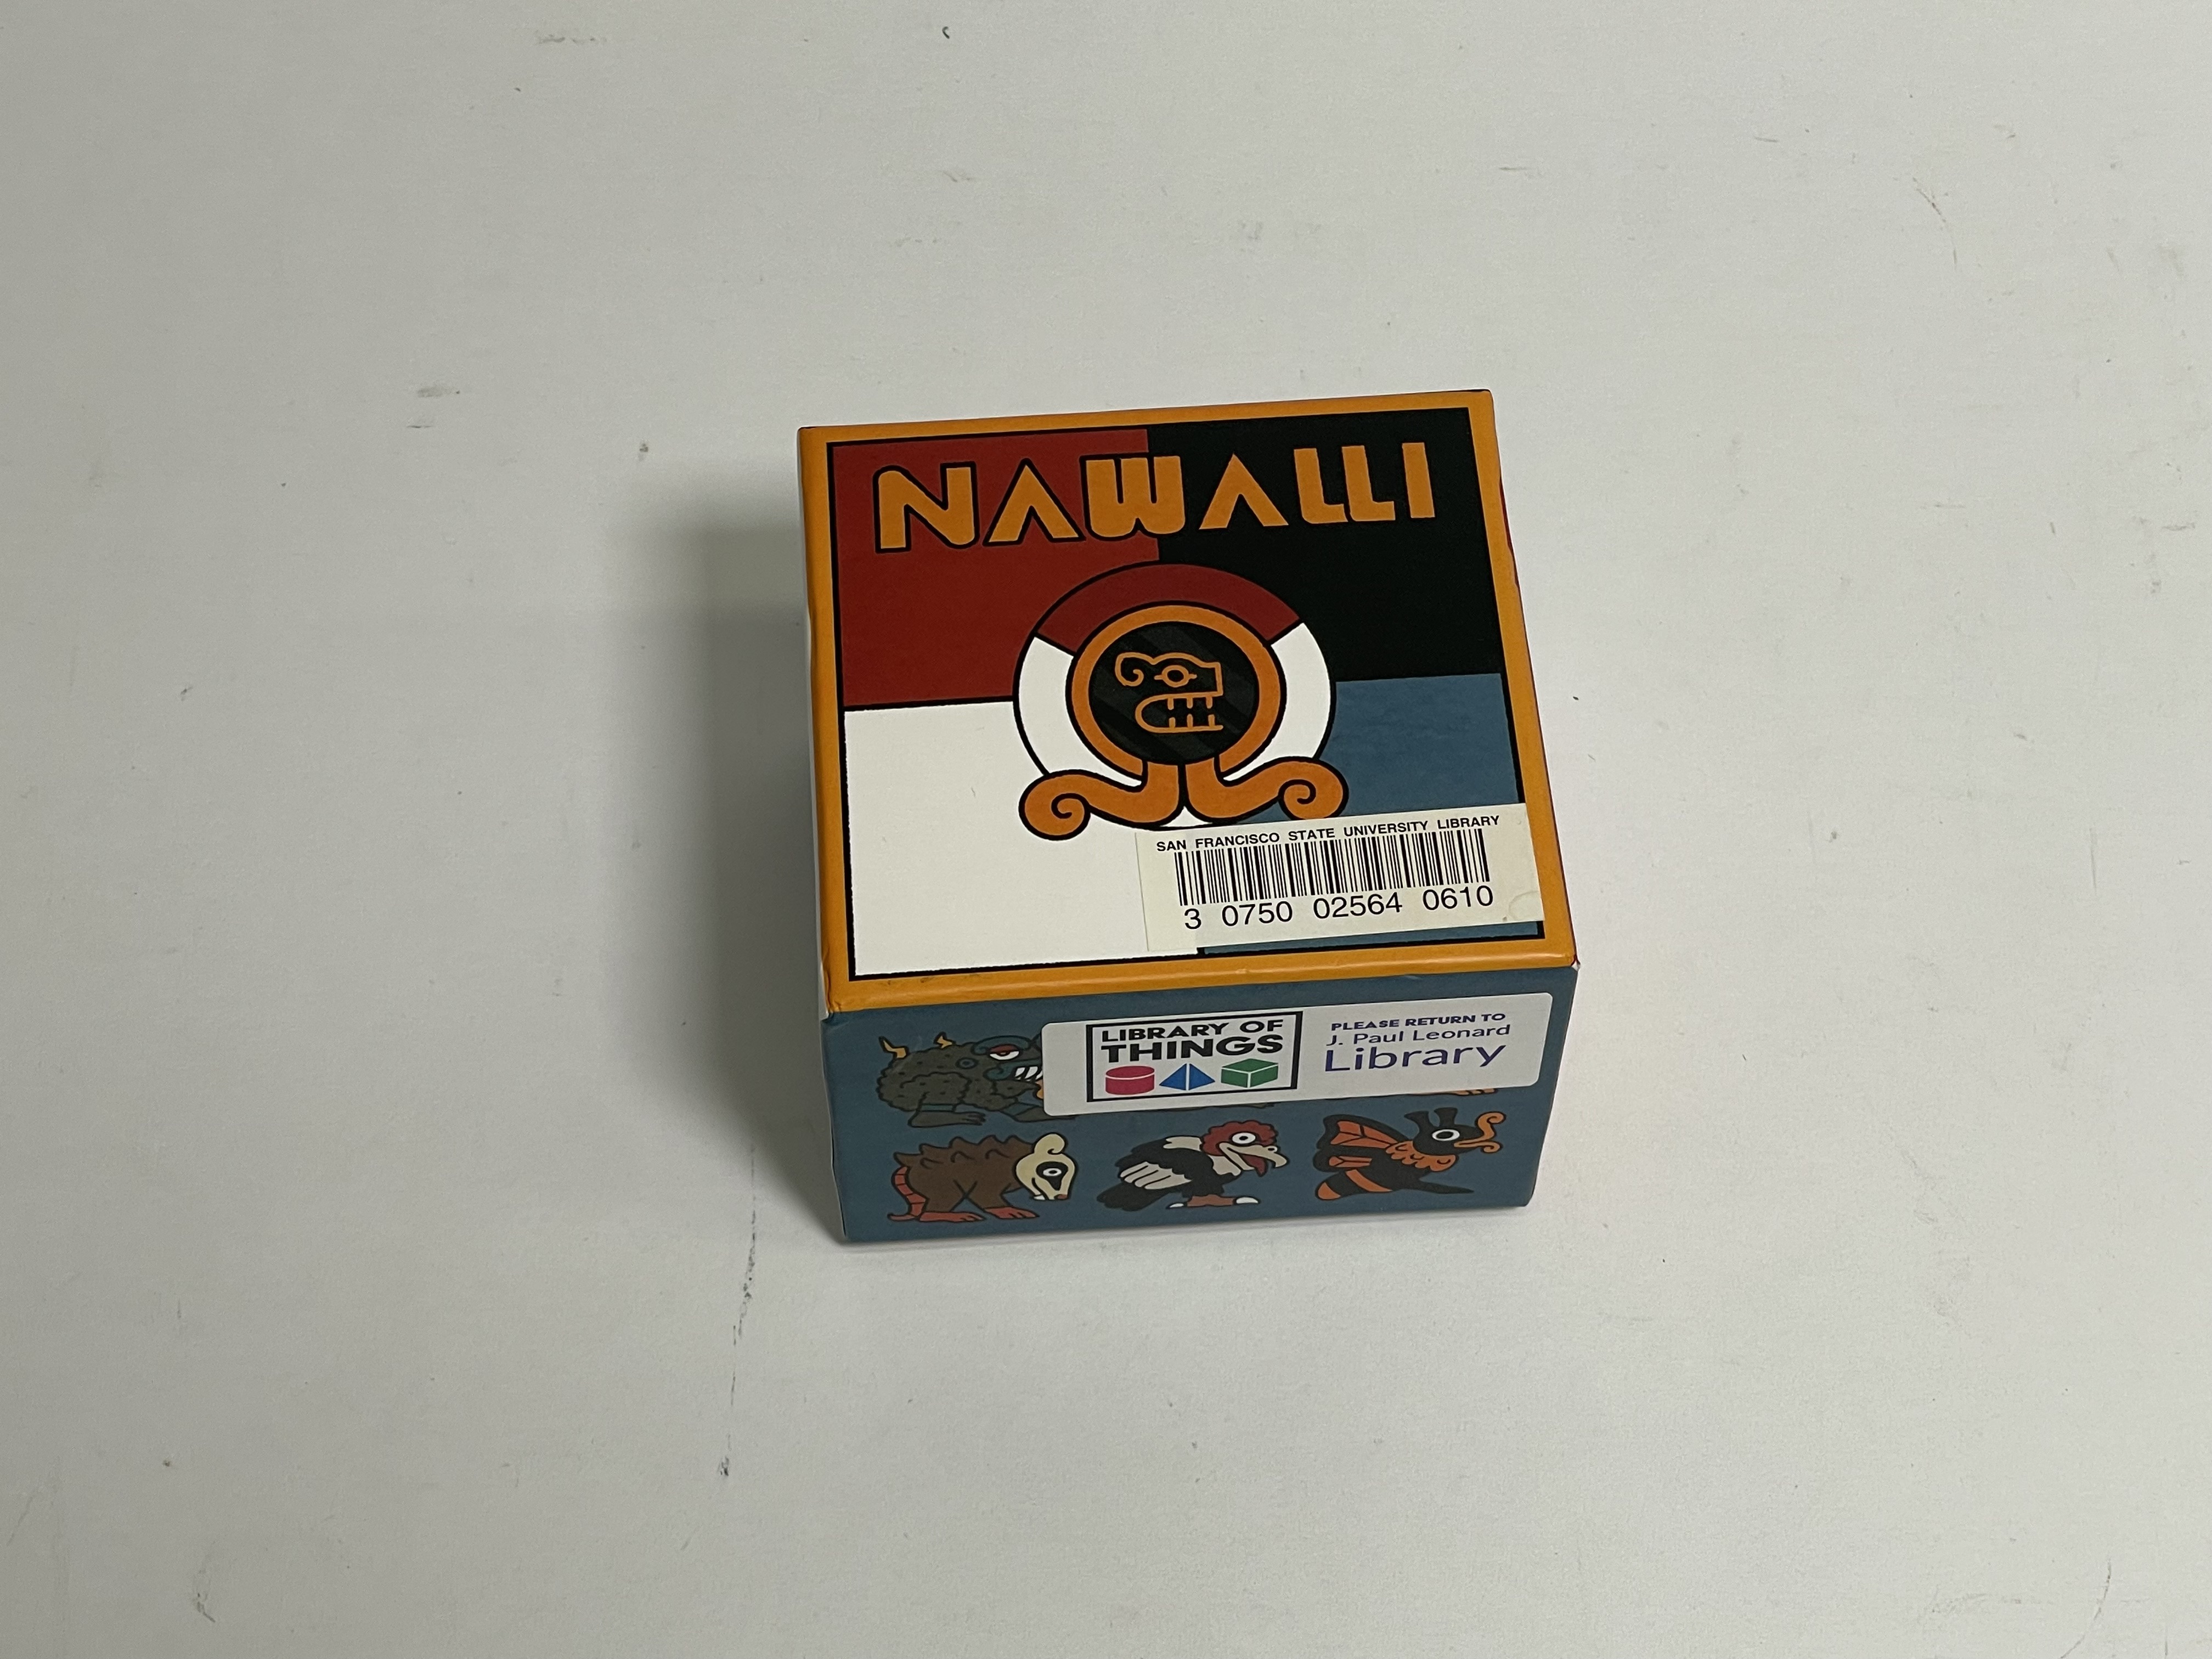 NAWALLI
SAN FRANCISCO STATE UNIVERSITY LIBRARY
3 0750 02564 0610
LIBRARY OF
THINGS
PLEASE RETURN TO
J. Paul Leonard
Library